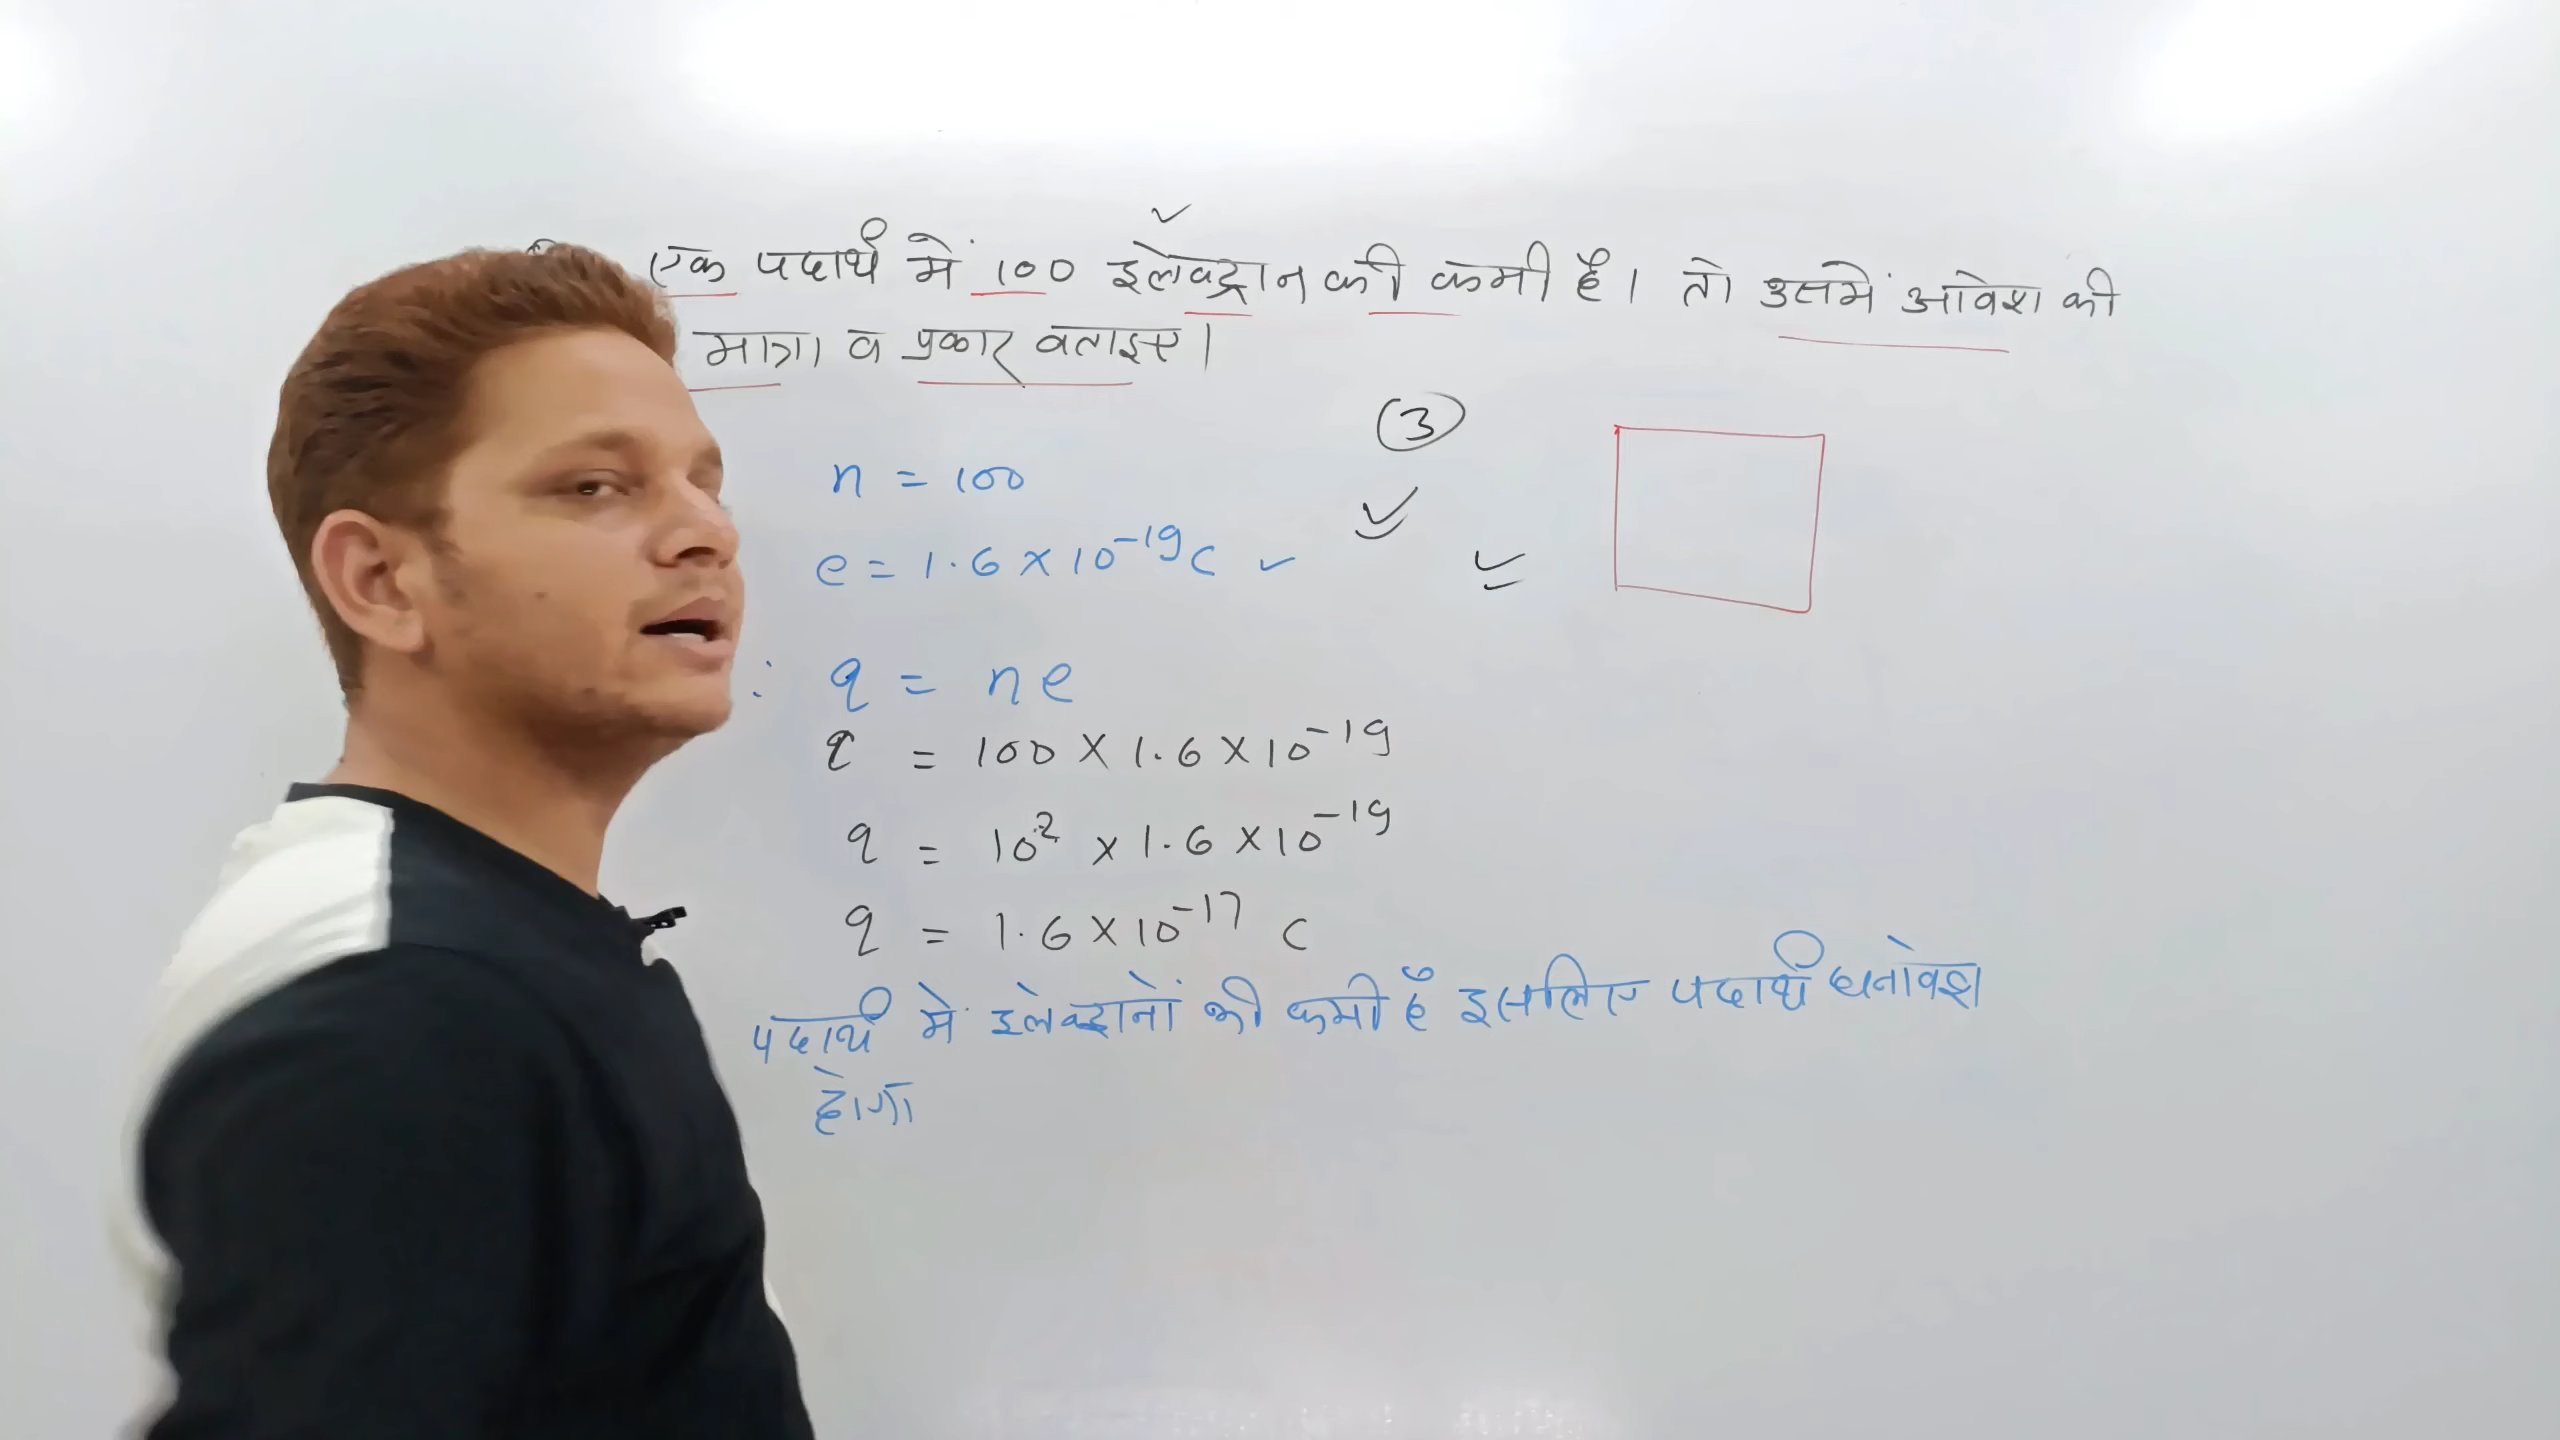 एक पदार्थ में 100 इलेक्ट्रान की कमी है। तो उसमें आवेश की
मात्रा व प्रकार बताइए।
3
n = 100
e = 1.6 × 10⁻¹⁹ C
∵ q = ne
q = 100 × 1.6 × 10⁻¹⁹
q = 10² × 1.6 × 10⁻¹⁹
q = 1.6 × 10⁻¹⁷ C
पदार्थ में इलेक्ट्रानों की कमी है इसलिए पदार्थ धनावेश
होगा